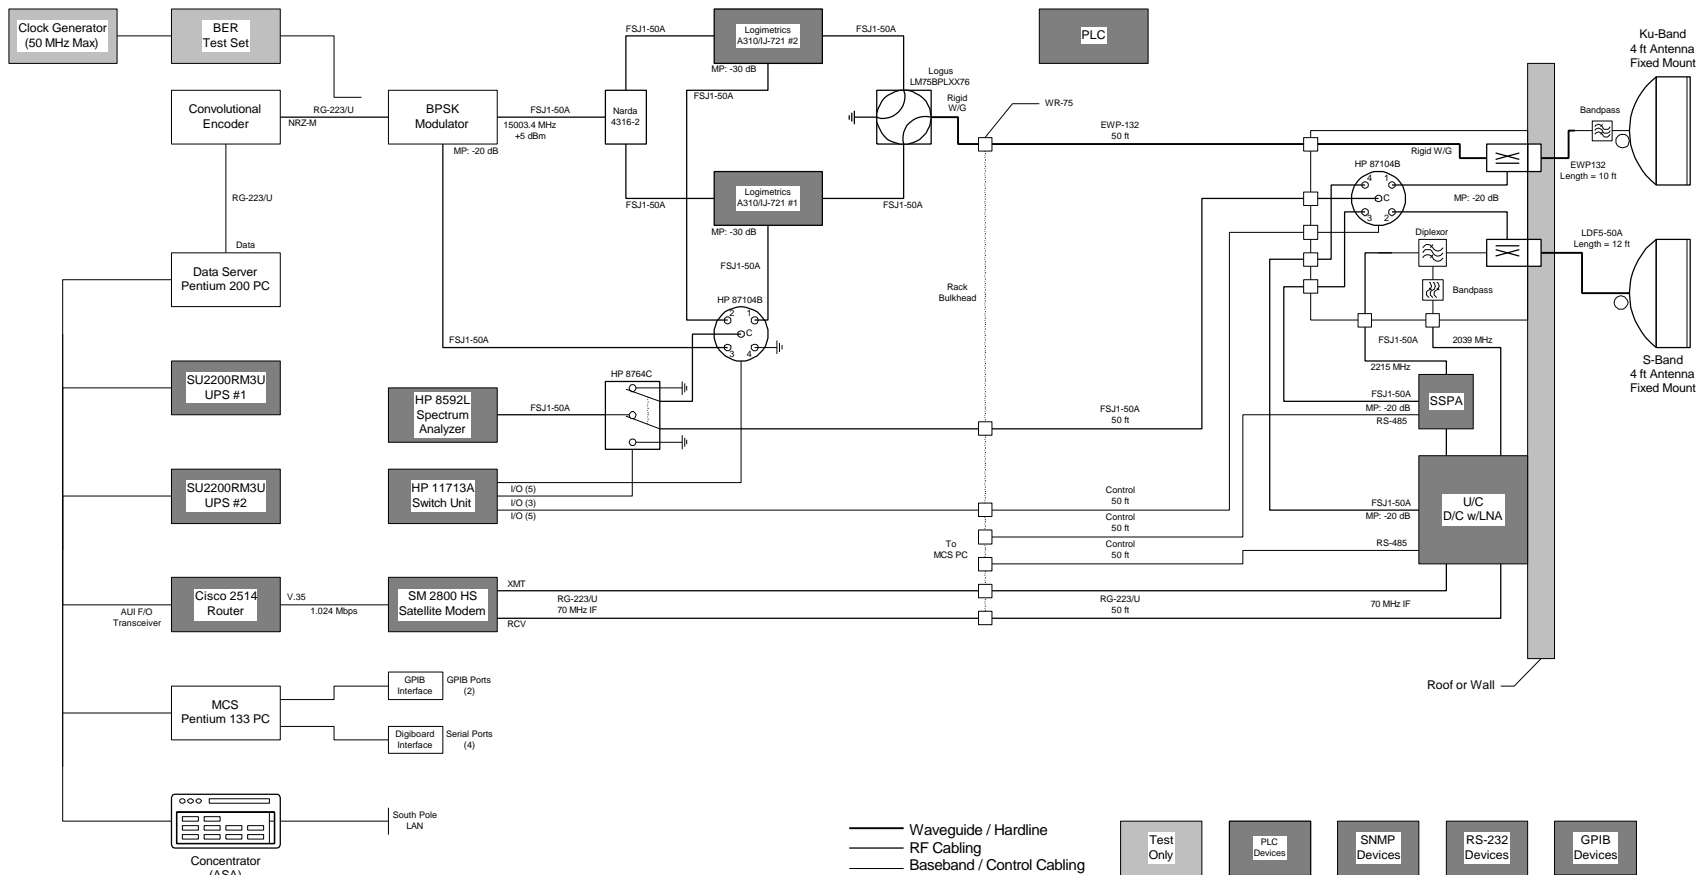 Clock Generator
(50 MHz Max)
BER
Test Set
FSJ1-50A
Logimetrics
A310/IJ-721 #2
FSJ1-50A
MP: -30 dB
PLC
Ku-Band
4 ft Antenna
Fixed Mount
Convolutional
Encoder
RG-223/U
NRZ-M
BPSK
Modulator
MP: -20 dB
FSJ1-50A
15003.4 MHz
+5 dBm
Narda
4316-2
FSJ1-50A
Logus
LM75BPLXX76
Rigid
W/G
WR-75
EWP-132
50 ft
Bandpass
Rigid W/G
EWP132
Length = 10 ft
HP 87104B
4
1
C
3
2
MP: -20 dB
FSJ1-50A
Logimetrics
A310/IJ-721 #1
FSJ1-50A
MP: -30 dB
FSJ1-50A
RG-223/U
Data
Data Server
Pentium 200 PC
Diplexor
LDF5-50A
Length = 12 ft
Bandpass
Rack
Bulkhead
HP 87104B
2
1
C
3
4
FSJ1-50A
FSJ1-50A
2039 MHz
2215 MHz
S-Band
4 ft Antenna
Fixed Mount
SU2200RM3U
UPS #1
HP 8592L
Spectrum
Analyzer
FSJ1-50A
HP 8764C
FSJ1-50A
50 ft
FSJ1-50A
MP: -20 dB
RS-485
SSPA
SU2200RM3U
UPS #2
HP 11713A
Switch Unit
I/O (5)
I/O (3)
I/O (5)
Control
50 ft
Control
50 ft
Control
50 ft
To
MCS PC
FSJ1-50A
MP: -20 dB
RS-485
U/C
D/C w/LNA
AUI F/O
Transceiver
Cisco 2514
Router
V.35
1.024 Mbps
SM 2800 HS
Satellite Modem
XMT
RG-223/U
70 MHz IF
RCV
RG-223/U
50 ft
70 MHz IF
Roof or Wall
MCS
Pentium 133 PC
GPIB
Interface
GPIB Ports
(2)
Digiboard
Interface
Serial Ports
(4)
South Pole
LAN
Concentrator
(ASA)
Waveguide / Hardline
RF Cabling
Baseband / Control Cabling
Test
Only
PLC
Devices
SNMP
Devices
RS-232
Devices
GPIB
Devices